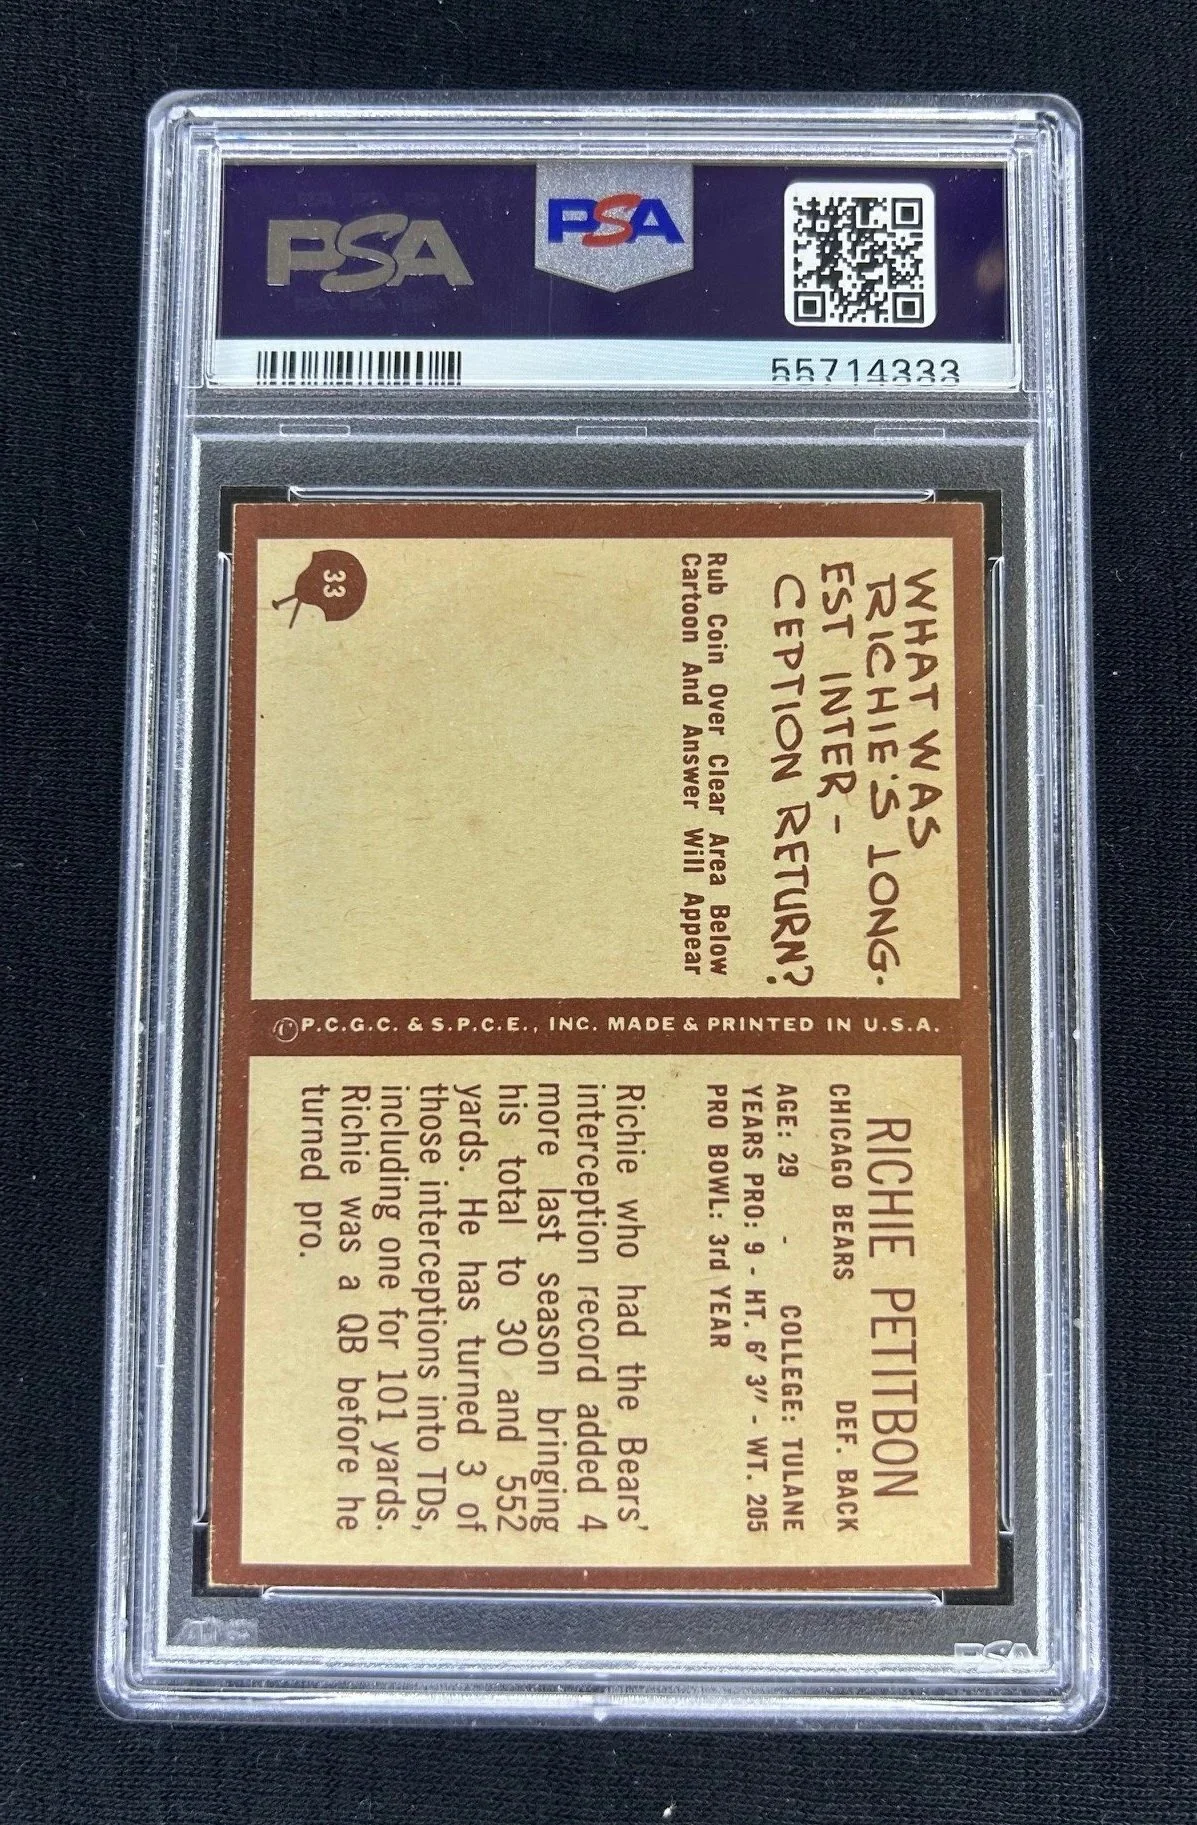 PSA
PSA
55714333
WHAT WAS
RICHIE'S LONG-
EST INTER-
CEPTION RETURN?
Rub Coin Over Clear Area Below
Cartoon And Answer Will Appear
33
©P.C.G.C. & S.P.C.E., INC. MADE & PRINTED IN U.S.A.
RICHIE PETITBON
CHICAGO BEARS DEF. BACK
AGE: 29 - COLLEGE: TULANE
YEARS PRO: 9 - HT. 6' 3" - WT. 205
PRO BOWL: 3rd YEAR
Richie who had the Bears'
interception record added 4
more last season bringing
his total to 30 and 552
yards. He has turned 3 of
those interceptions into TDs,
including one for 101 yards.
Richie was a QB before he
turned pro.
PSA